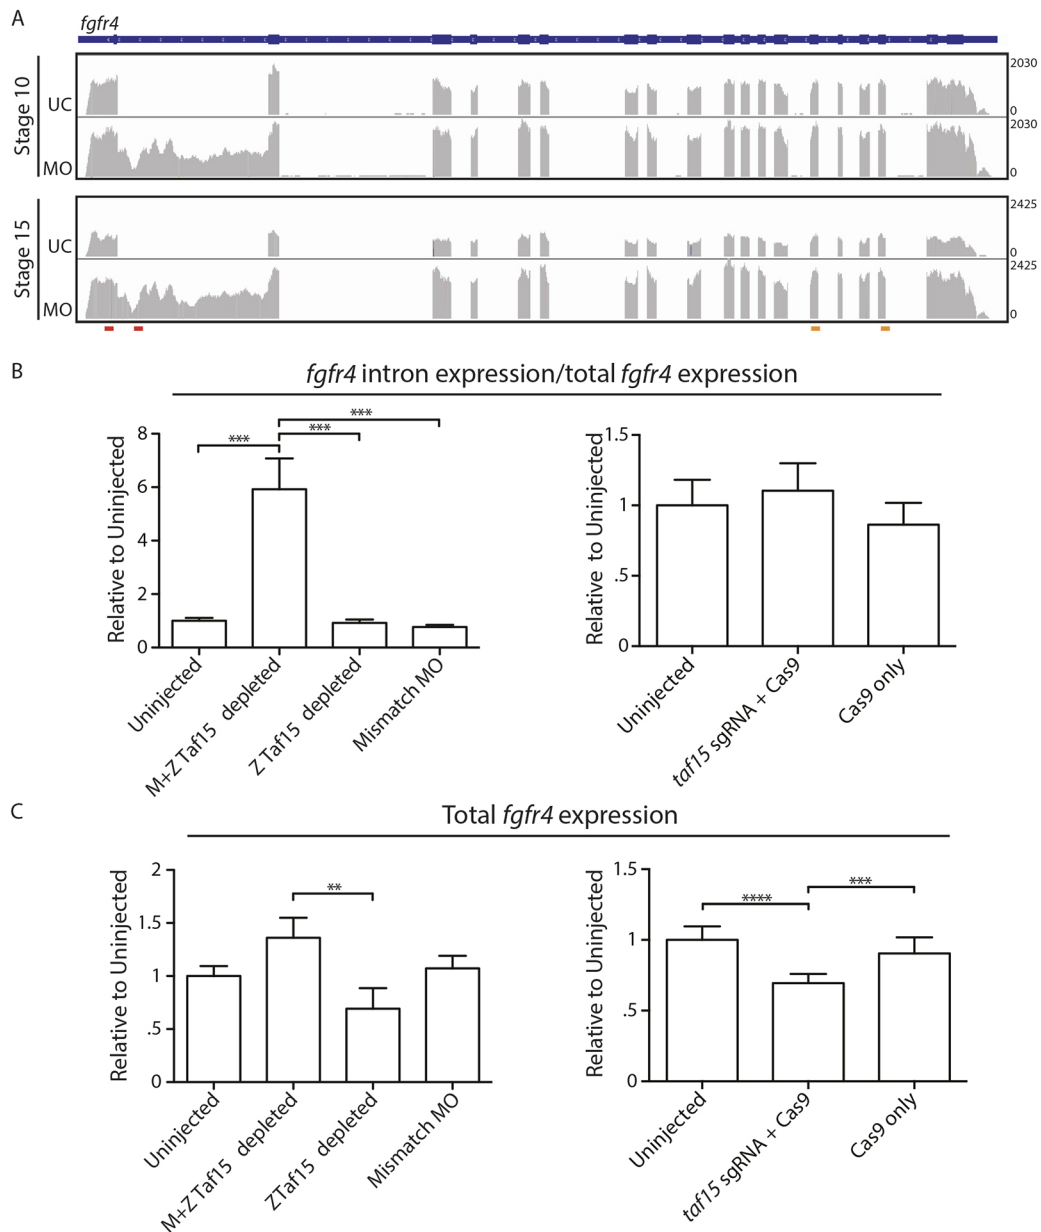 A
fgfr4
Stage 10
UC
MO
2030
0
2030
0
Stage 15
UC
MO
2425
0
2425
0
B
fgfr4 intron expression/total fgfr4 expression
Relative to Uninjected
8
6
4
2
0
***
***
***
Uninjected
M+Z Taf15 depleted
Z Taf15 depleted
Mismatch MO
Relative to Uninjected
1.5
1
.5
0
Uninjected
taf15 sgRNA + Cas9
Cas9 only
C
Total fgfr4 expression
Relative to Uninjected
2
1.5
1
.5
0
**
Uninjected
M+Z Taf15 depleted
ZTaf15 depleted
Mismatch MO
Relative to Uninjected
1.5
1
.5
0
****
***
Uninjected
taf15 sgRNA + Cas9
Cas9 only